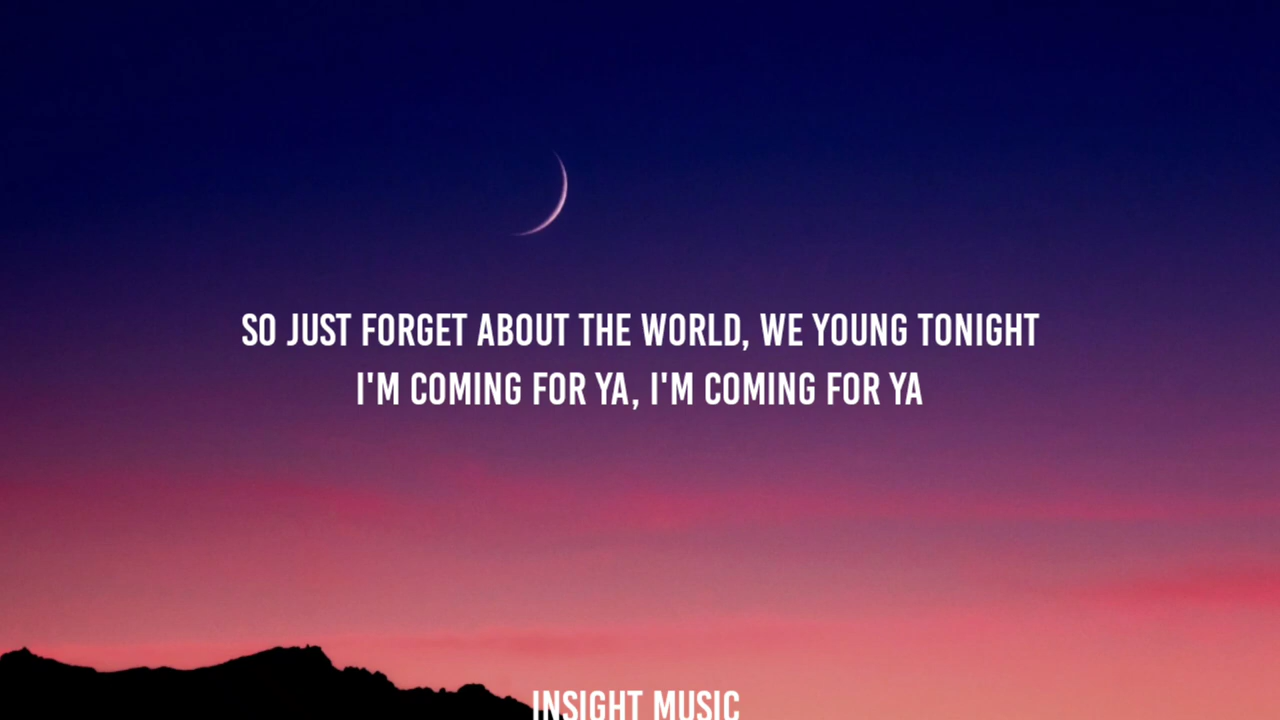 SO JUST FORGET ABOUT THE WORLD, WE YOUNG TONIGHT
I'M COMING FOR YA, I'M COMING FOR YA
INSIGHT MUSIC